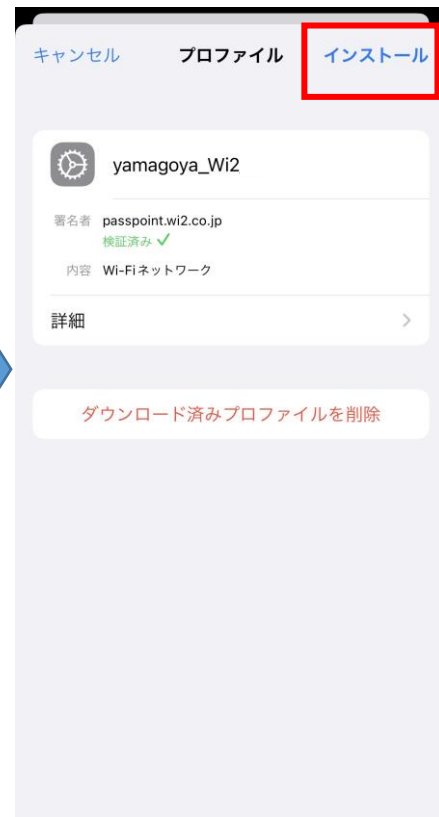 キャンセル プロファイル インストール
yamagoya_Wi2
署名者 passpoint.wi2.co.jp
検証済み ✓
内容 Wi-Fiネットワーク
詳細
ダウンロード済みプロファイルを削除